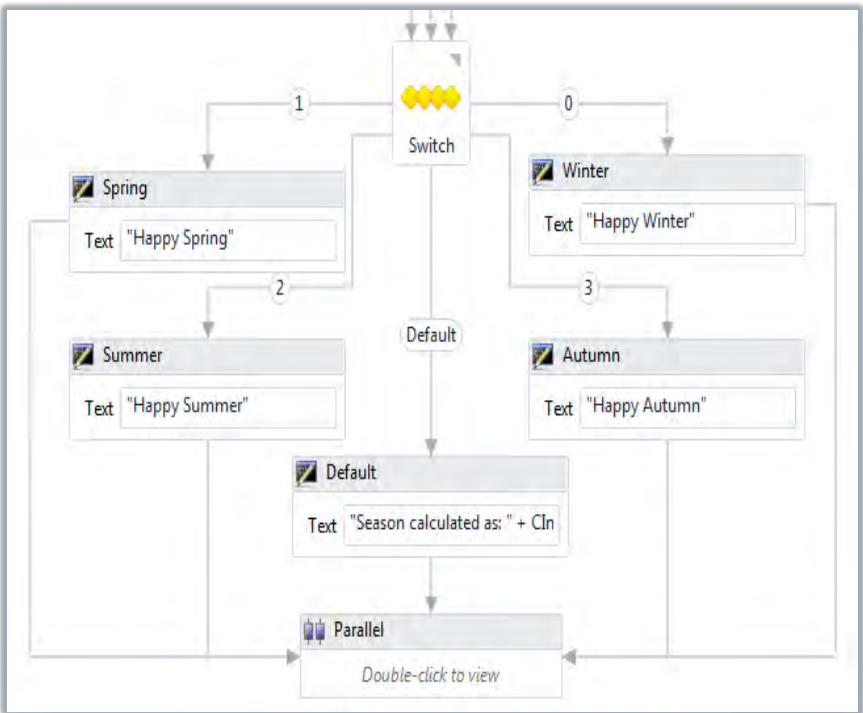 Switch
1
0
Spring
Text "Happy Spring"
Winter
Text "Happy Winter"
2
3
Default
Summer
Text "Happy Summer"
Autumn
Text "Happy Autumn"
Default
Text "Season calculated as: " + CIn
Parallel
Double-click to view